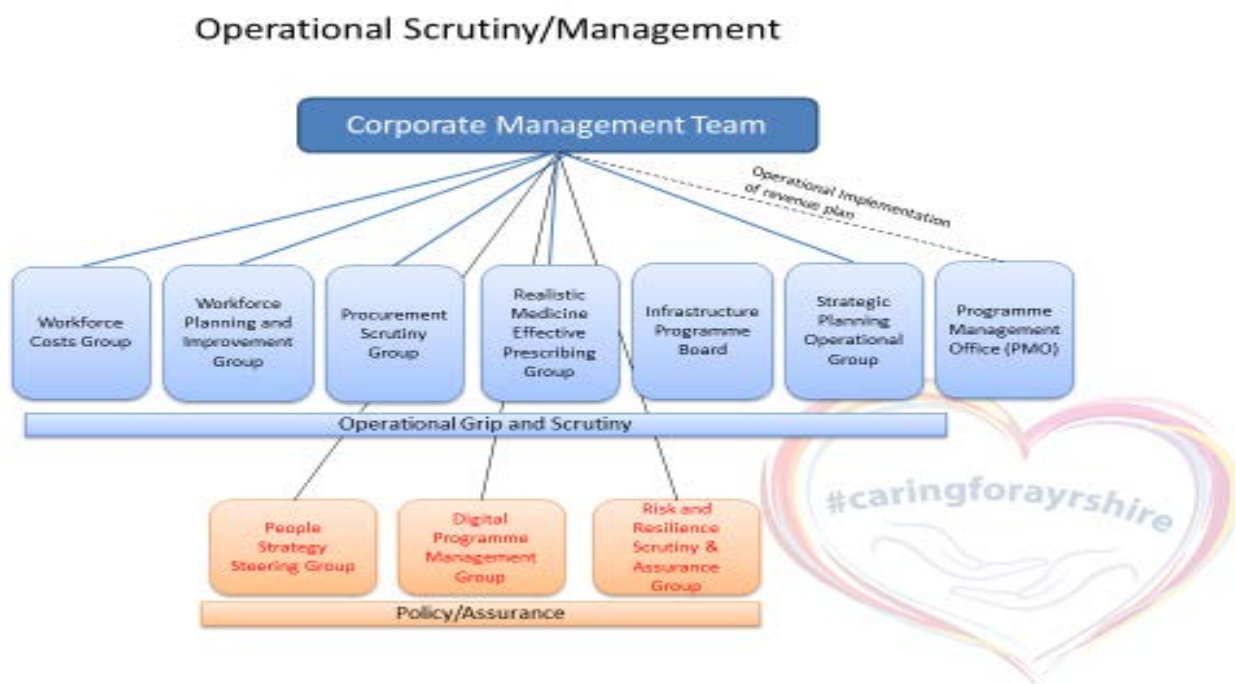 Operational Scrutiny/Management
Corporate Management Team
Operational Implementation
of revenue plan
Workforce
Costs Group
Workforce
Planning and
Improvement
Group
Procurement
Scrutiny
Group
Realistic
Medicine
Effective
Prescribing
Group
Infrastructure
Programme
Board
Strategic
Planning
Operational
Group
Programme
Management
Office (PMO)
Operational Grip and Scrutiny
People
Strategy
Steering Group
Digital
Programme
Management
Group
Risk and
Resilience
Scrutiny &
Assurance
Group
#caringforayrshire
Policy/Assurance